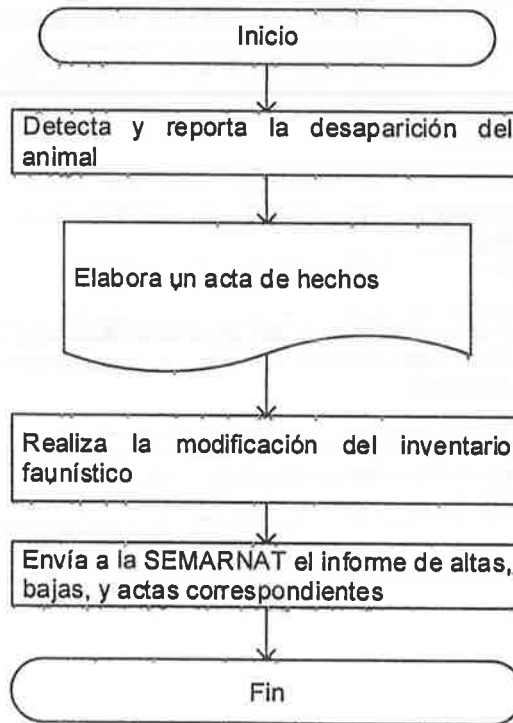 Inicio
Detecta y reporta la desaparición del
animal
Elabora un acta de hechos
Realiza la modificación del inventario
faunístico
Envía a la SEMARNAT el informe de altas,
bajas, y actas correspondientes
Fin